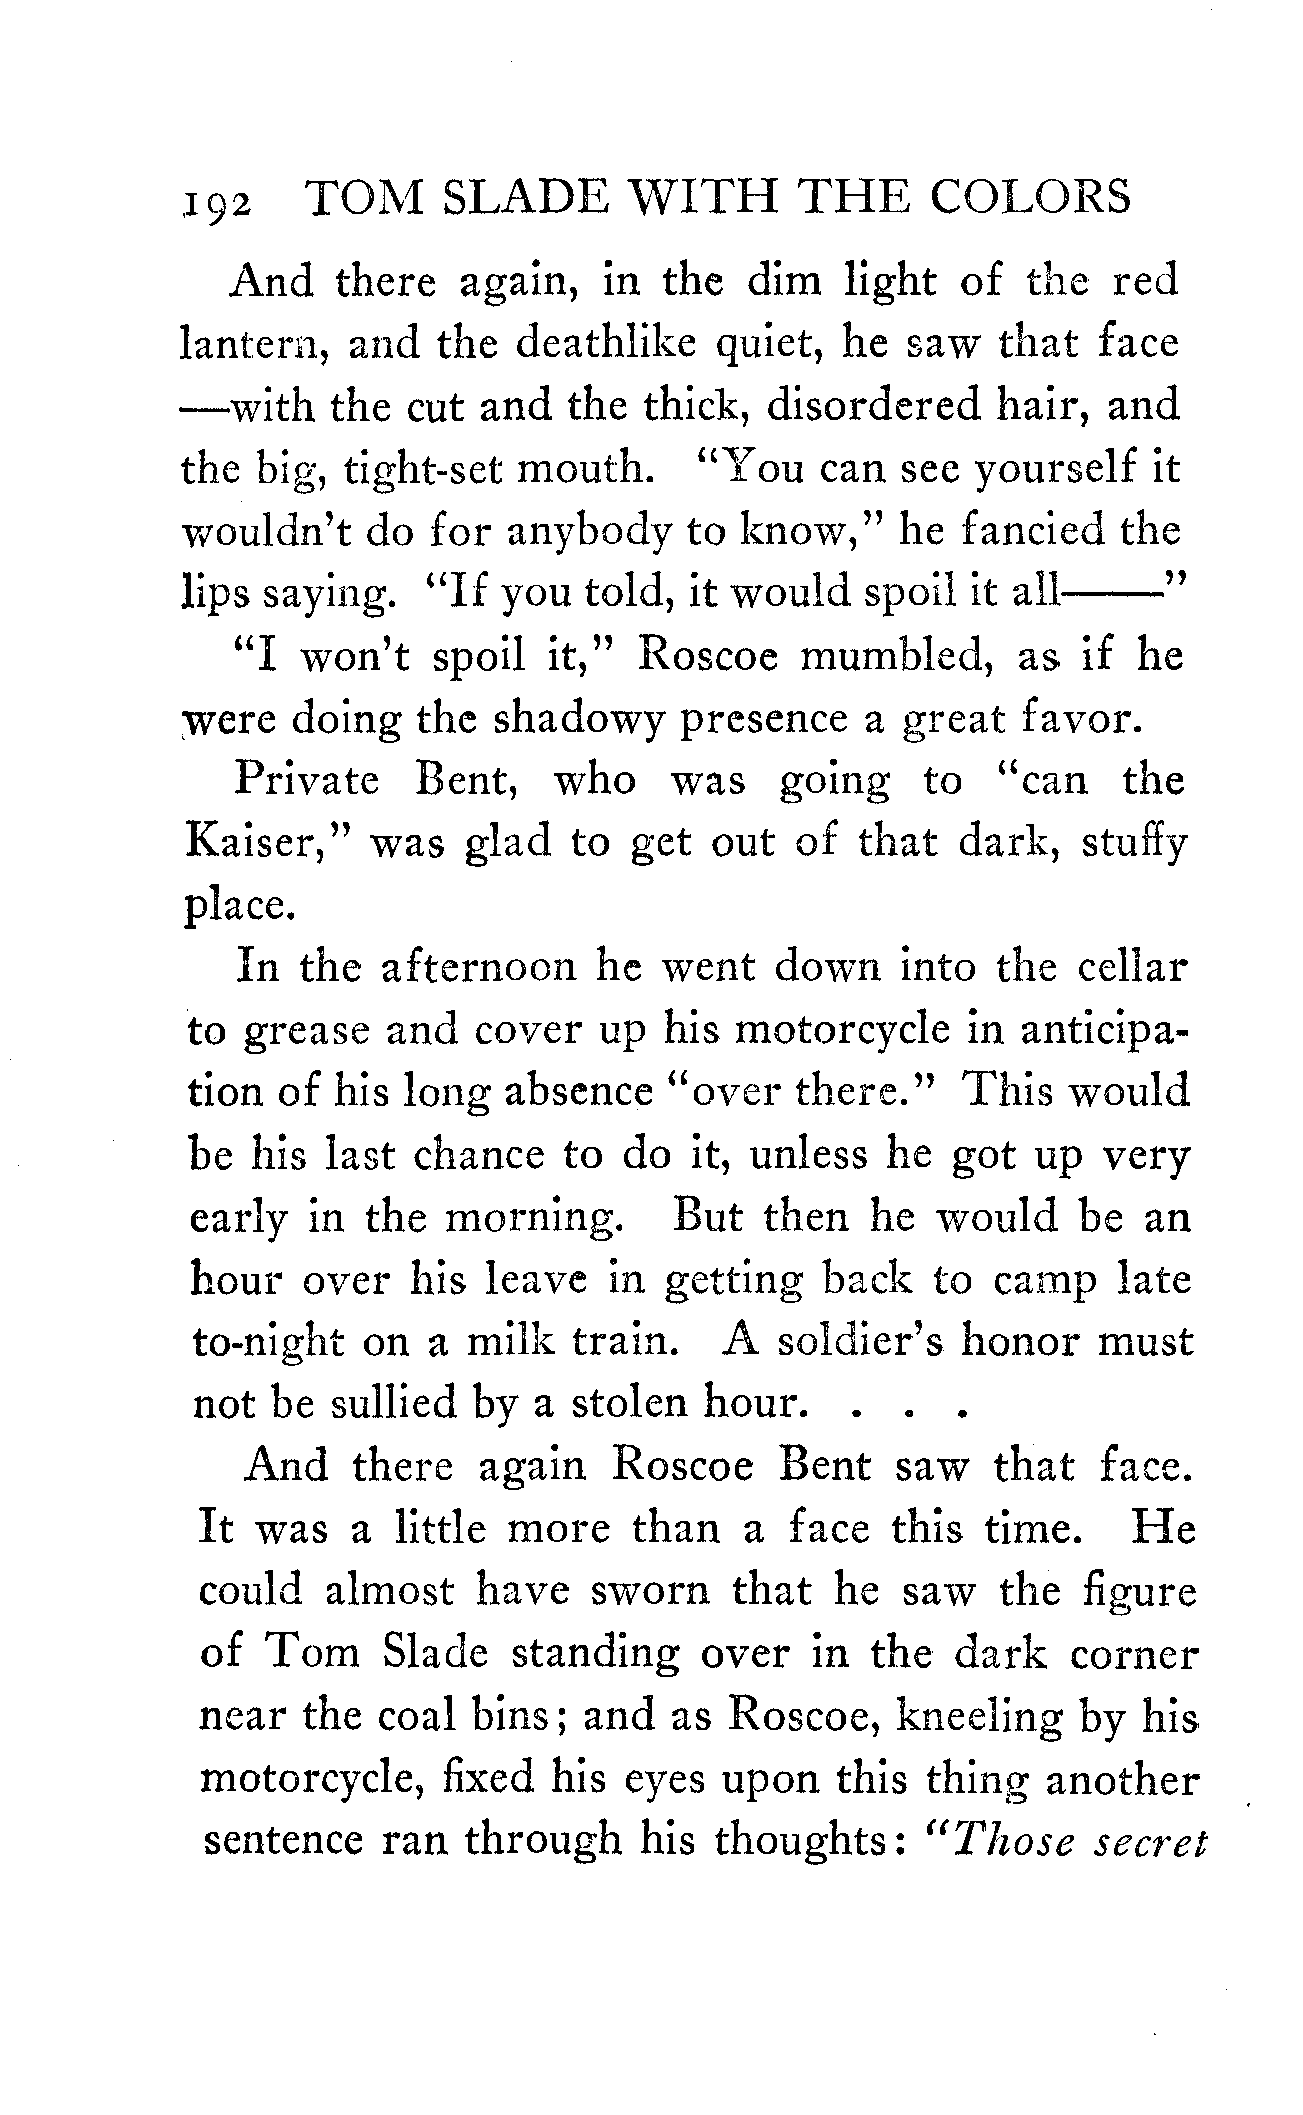 192 TOM SLADE WITH THE COLORS
And there again, in the dim light of the red
lantern, and the deathlike quiet, he saw that face
—with the cut and the thick, disordered hair, and
the big, tight-set mouth. "You can see yourself it
wouldn't do for anybody to know," he fancied the
lips saying. "If you told, it would spoil it all——"
"I won't spoil it," Roscoe mumbled, as if he
were doing the shadowy presence a great favor.
Private Bent, who was going to "can the
Kaiser," was glad to get out of that dark, stuffy
place.
In the afternoon he went down into the cellar
to grease and cover up his motorcycle in anticipa-
tion of his long absence "over there." This would
be his last chance to do it, unless he got up very
early in the morning. But then he would be an
hour over his leave in getting back to camp late
to-night on a milk train. A soldier's honor must
not be sullied by a stolen hour. . . .
And there again Roscoe Bent saw that face.
It was a little more than a face this time. He
could almost have sworn that he saw the figure
of Tom Slade standing over in the dark corner
near the coal bins; and as Roscoe, kneeling by his
motorcycle, fixed his eyes upon this thing another
sentence ran through his thoughts: "Those secret